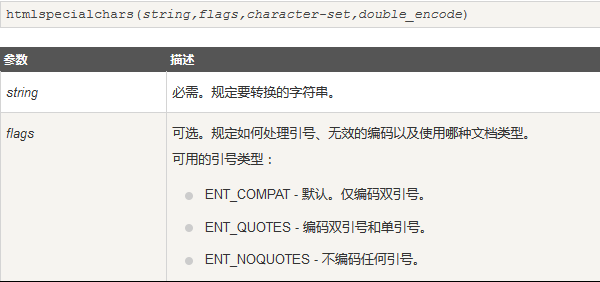 htmlspecialchars(string,flags,character-set,double_encode)
参数 描述
string 必需。规定要转换的字符串。
flags 可选。规定如何处理引号、无效的编码以及使用哪种文档类型。
可用的引号类型：
ENT_COMPAT - 默认。仅编码双引号。
ENT_QUOTES - 编码双引号和单引号。
ENT_NOQUOTES - 不编码任何引号。